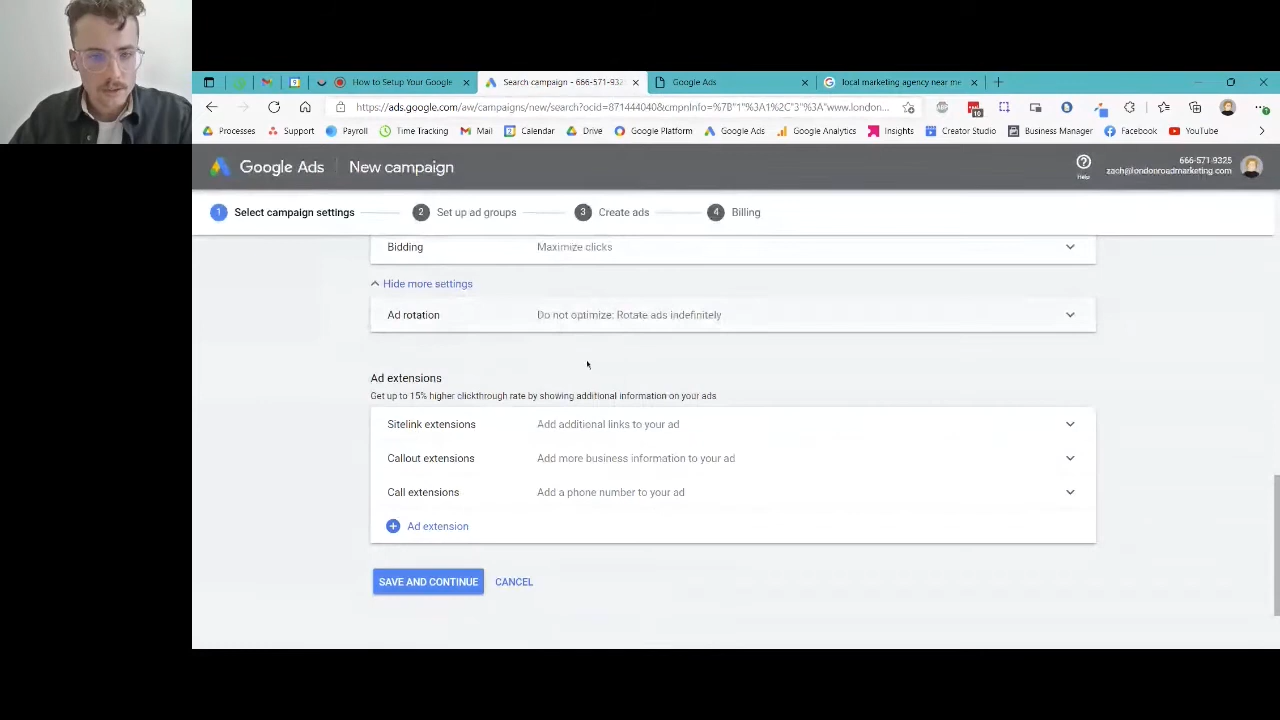 How to Setup Your Google
Search campaign - 666-571-932
Google Ads
local marketing agency near me
https://ads.google.com/aw/campaigns/new/search?ocid=871444040&cmpnInfo=%7B"1"%3A1%2C"3"%3A"www.london...
10
Processes
Support
Payroll
Time Tracking
Mail
Calendar
Drive
Google Platform
Google Ads
Google Analytics
Insights
Creator Studio
Business Manager
Facebook
YouTube
Google Ads
New campaign
Help
666-571-9325
zach@londonroadmarketing.com
1 Select campaign settings
2 Set up ad groups
3 Create ads
4 Billing
Bidding Maximize clicks
Hide more settings
Ad rotation Do not optimize: Rotate ads indefinitely
Ad extensions
Get up to 15% higher clickthrough rate by showing additional information on your ads
Sitelink extensions Add additional links to your ad
Callout extensions Add more business information to your ad
Call extensions Add a phone number to your ad
Ad extension
SAVE AND CONTINUE CANCEL